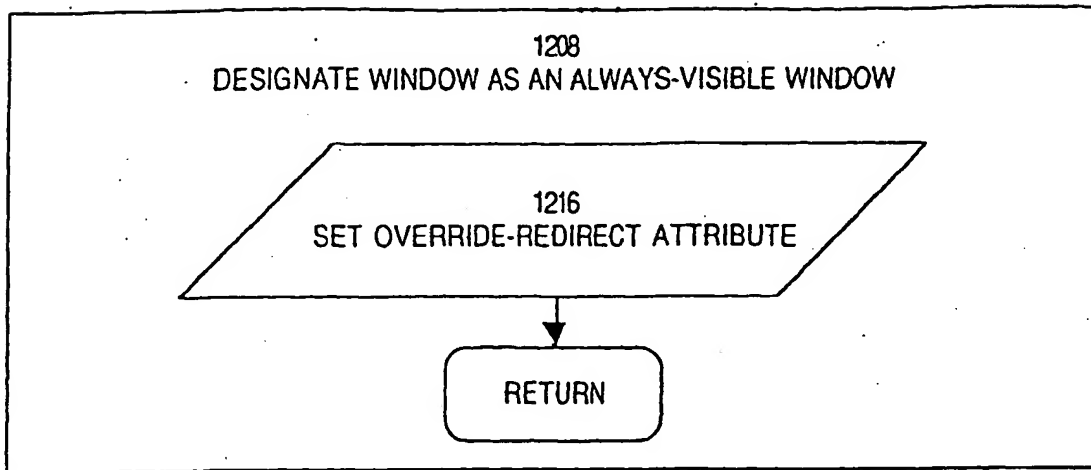 1208
DESIGNATE WINDOW AS AN ALWAYS-VISIBLE WINDOW
1216
SET OVERRIDE-REDIRECT ATTRIBUTE
RETURN